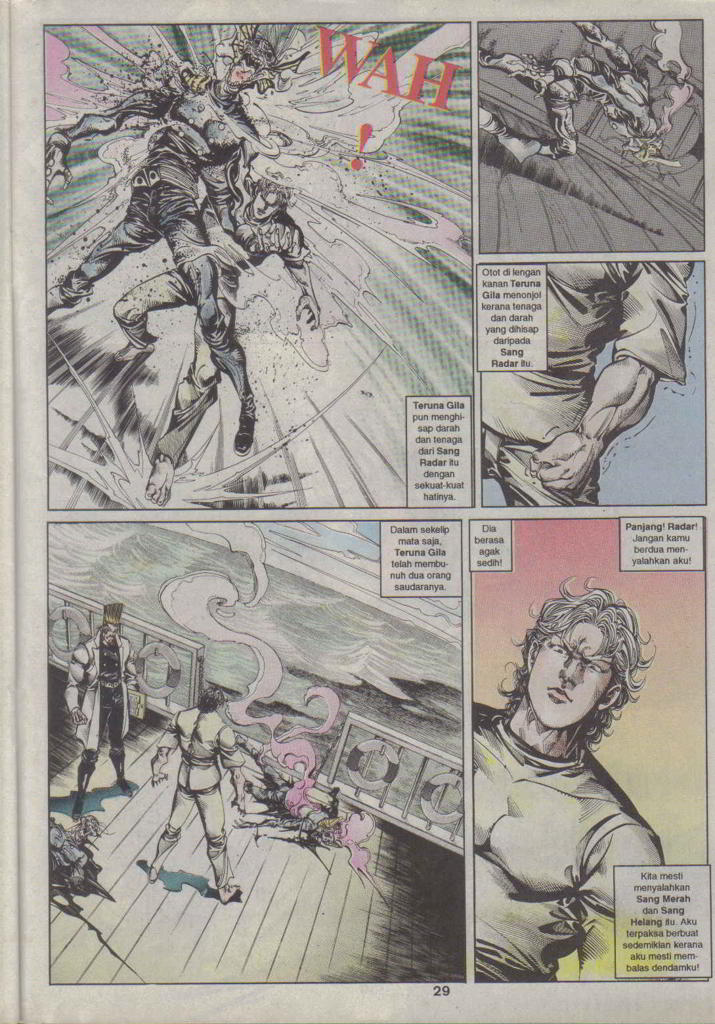 WAH
!
Teruna Gila
pun menghi-
sap darah
dan tenaga
dari Sang
Radar itu
dengan
sekuat-kuat
hatinya.
Otot di lengan
kanan Teruna
Gila menonjol
kerana tenaga
dan darah
yang dihisap
daripada
Sang
Radar itu.
Dalam sekelip
mata saja,
Teruna Gila
telah membu-
nuh dua orang
saudaranya.
Dia
berasa
agak
sedih!
Panjang! Radar!
Jangan kamu
berdua men-
yalahkan aku!
Kita mesti
menyalahkan
Sang Merah
dan Sang
Helang itu. Aku
terpaksa berbuat
sedemikian kerana
aku mesti mem-
balas dendamku!
29